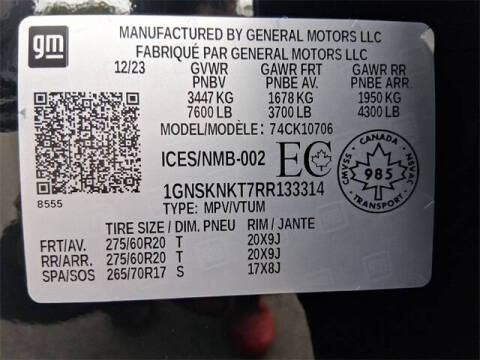 gm
MANUFACTURED BY GENERAL MOTORS LLC
FABRIQUÉ PAR GENERAL MOTORS LLC
12/23 GVWR GAWR FRT GAWR RR
PNBV PNBE AV. PNBE ARR.
3447 KG 1678 KG 1950 KG
7600 LB 3700 LB 4300 LB
MODEL/MODÈLE: 74CK10706
ICES/NMB-002 EC
CANADA
CMVSS 985 NSVAC
TRANSPORT
1GNSKNKT7RR133314
8555
TYPE: MPV/VTUM
TIRE SIZE / DIM. PNEU RIM / JANTE
FRT/AV. 275/60R20 T 20X9J
RR/ARR. 275/60R20 T 20X9J
SPA/SOS 265/70R17 S 17X8J